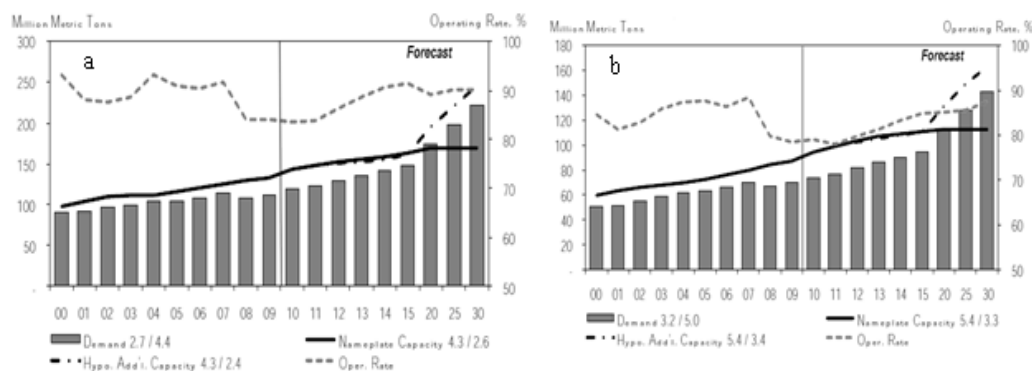 Million Metric Tons Operating Rate, %
a Forecast
300 100
250 90
200 80
150 70
100
50 60
- 50
00 01 02 03 04 05 06 07 08 09 10 11 12 13 14 15 20 25 30
Demand 2.7 / 4.4 Nameplate Capacity 4.3 / 2.6
Hypo. Add'l. Capacity 4.3 / 2.4 Oper. Rate
Million Metric Tons Operating Rate, %
b Forecast
180 100
160
140 90
120 80
100
80 70
60
40 60
20
- 50
00 01 02 03 04 05 06 07 08 09 10 11 12 13 14 15 20 25 30
Demand 3.2 / 5.0 Nameplate Capacity 5.4 / 3.3
Hypo. Add'l. Capacity 5.4 / 3.4 Oper. Rate